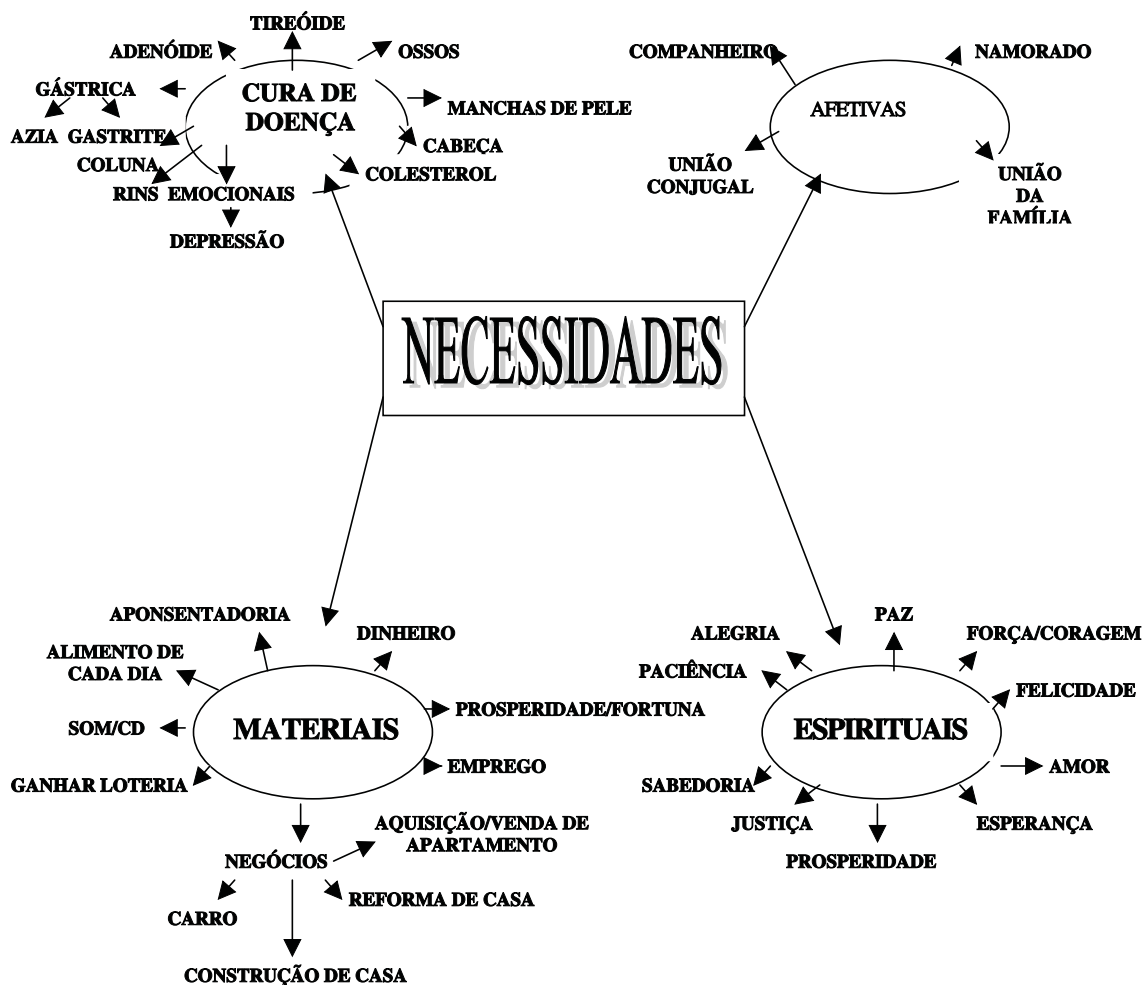 TIREÓIDE
ADENÓIDE
OSSOS
GÁSTRICA
CURA DE
DOENÇA
MANCHAS DE PELE
AZIA GASTRITE
CABEÇA
COLUNA
COLESTEROL
RINS EMOCIONAIS
DEPRESSÃO
COMPANHEIRO
NAMORADO
AFETIVAS
UNIÃO
CONJUGAL
UNIÃO
DA
FAMÍLIA
NECESSIDADES
APONSENTADORIA
DINHEIRO
ALIMENTO DE
CADA DIA
SOM/CD
MATERIAIS
PROSPERIDADE/FORTUNA
GANHAR LOTERIA
EMPREGO
AQUISIÇÃO/VENDA DE
APARTAMENTO
NEGÓCIOS
REFORMA DE CASA
CARRO
CONSTRUÇÃO DE CASA
PAZ
ALEGRIA
FORÇA/CORAGEM
PACIÊNCIA
FELICIDADE
ESPIRITUAIS
AMOR
SABEDORIA
JUSTIÇA
ESPERANÇA
PROSPERIDADE